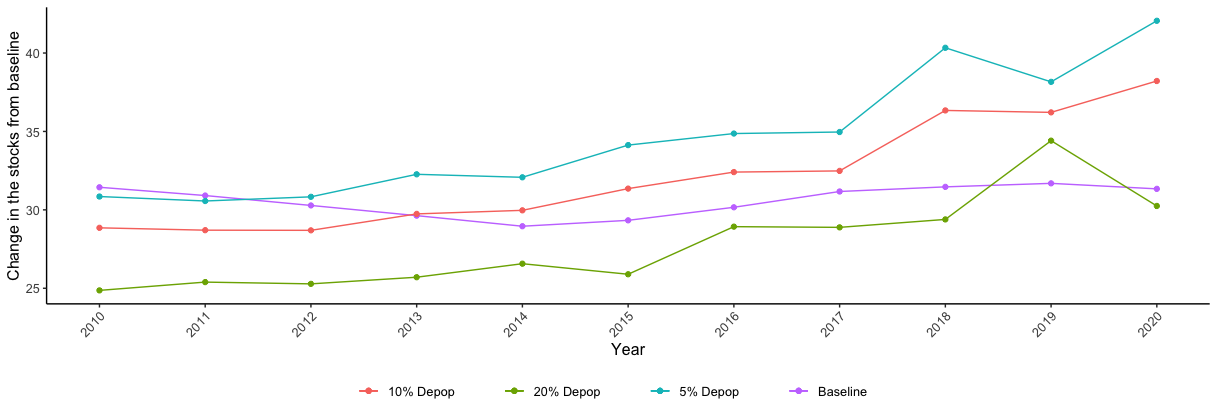 Change in the stocks from baseline
40
35
30
25
2010 2011 2012 2013 2014 2015 2016 2017 2018 2019 2020
Year
10% Depop 20% Depop 5% Depop Baseline